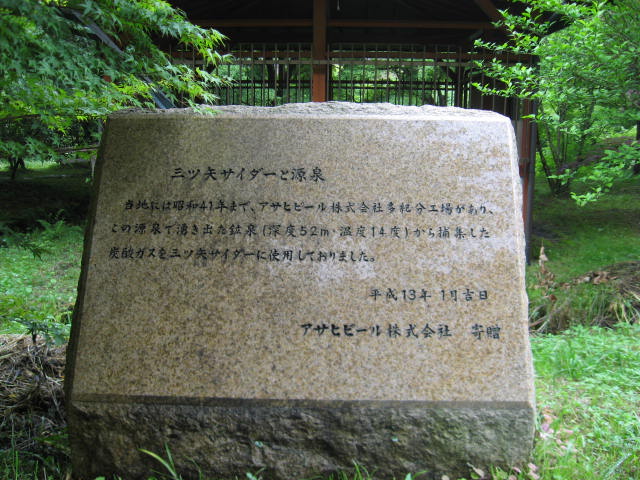 三ツ矢サイダーと源泉
当地には昭和41年まで、アサヒビール株式会社多紀分工場があり、
この源泉で湧き出た鉱泉(深度52m・温度14度)から捕集した
炭酸ガスを三ツ矢サイダーに使用しておりました。
平成13年 1月吉日
アサヒビール株式会社 寄贈